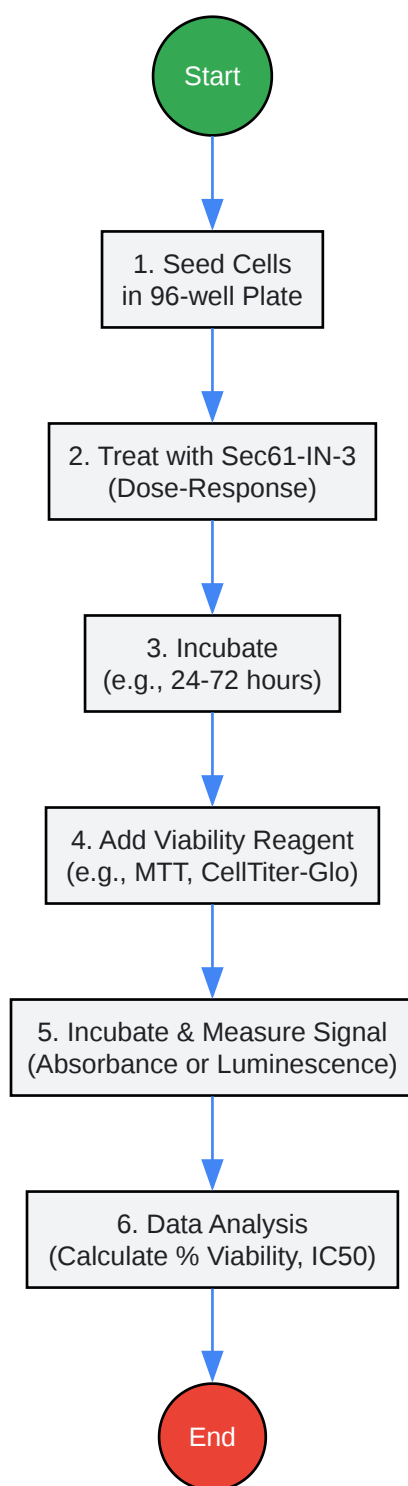 Start
1. Seed Cells
in 96-well Plate
2. Treat with Sec61-IN-3
(Dose-Response)
3. Incubate
(e.g., 24-72 hours)
4. Add Viability Reagent
(e.g., MTT, CellTiter-Glo)
5. Incubate & Measure Signal
(Absorbance or Luminescence)
6. Data Analysis
(Calculate % Viability, IC50)
End